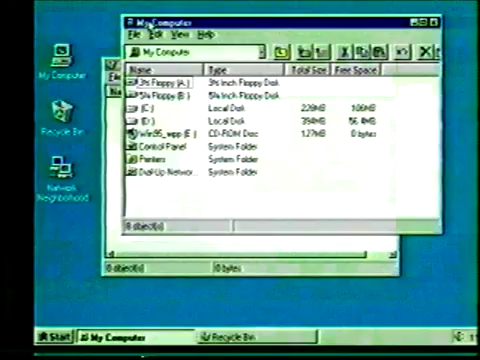 My Computer
File Edit View Help
My Computer
Name Type Total Size Free Space
3½ Floppy (A:) 3½ Inch Floppy Disk
5¼ Floppy (B:) 5¼ Inch Floppy Disk
(C:) Local Disk 228MB 106MB
(D:) Local Disk 394MB 56.4MB
Win95_wpp (E:) CD-ROM Disc 127MB 0 bytes
Control Panel System Folder
Printers System Folder
Dial-Up Networ... System Folder
8 object(s)
0 object(s) 0 bytes
My Computer
Recycle Bin
Network
Neighborhood
Start My Computer Recycle Bin